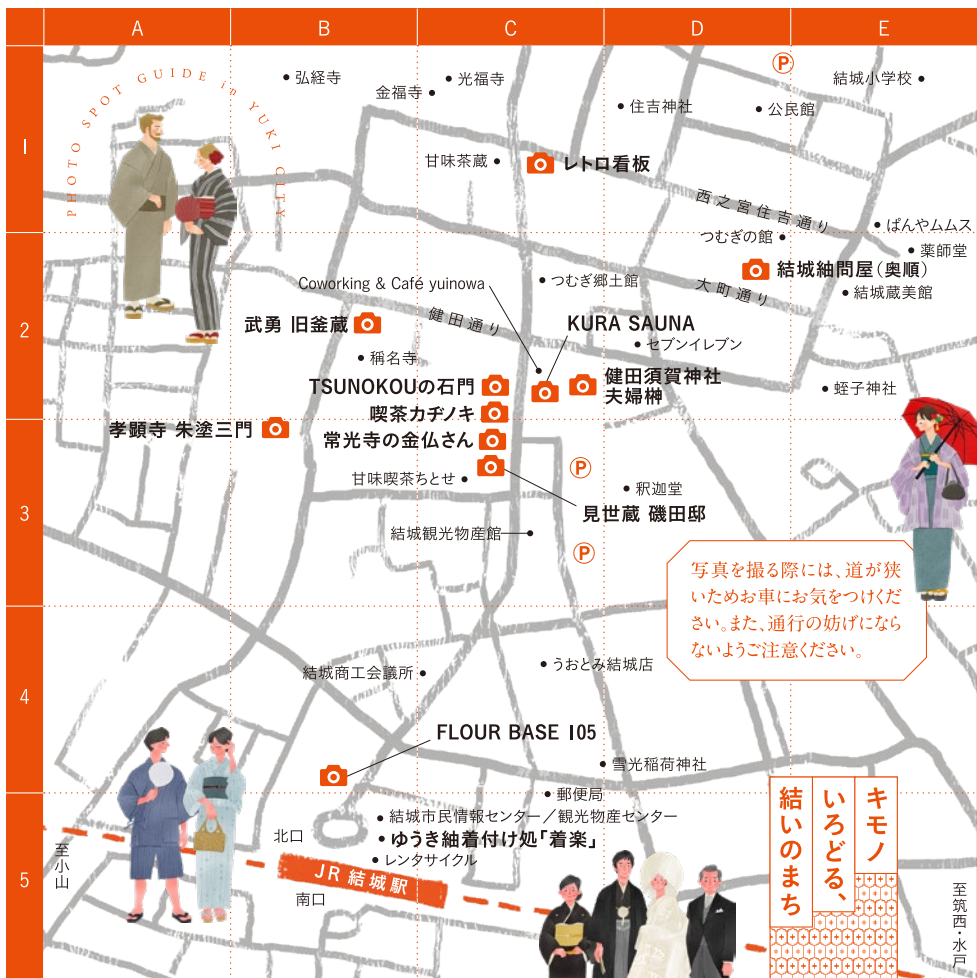 A
B
C
D
E
1
2
3
4
5
PHOTO SPOT GUIDE in YUKI CITY
弘経寺
金福寺
光福寺
P
結城小学校
住吉神社
公民館
甘味茶蔵
レトロ看板
西之宮住吉通り
ぱんやムムス
つむぎの館
薬師堂
結城紬問屋(奥順)
Coworking & Café yuinowa
つむぎ郷土館
大町通り
結城蔵美館
武勇 旧釜蔵
健田通り
KURA SAUNA
セブンイレブン
稱名寺
TSUNOKOUの石門
健田須賀神社
夫婦榊
蛭子神社
喫茶カヂノキ
孝顕寺 朱塗三門
常光寺の金仏さん
P
甘味喫茶ちとせ
釈迦堂
見世蔵 磯田邸
結城観光物産館
P
写真を撮る際には、道が狭
いためお車にお気をつけくだ
さい。また、通行の妨げになら
ないようご注意ください。
結城商工会議所
うおとみ結城店
FLOUR BASE 105
雪光稲荷神社
郵便局
結城市民情報センター/観光物産センター
北口
ゆうき紬着付け処「着楽」
レンタサイクル
JR 結城駅
南口
至小山
キモノ
いろどる、
結いのまち
至筑西・水戸